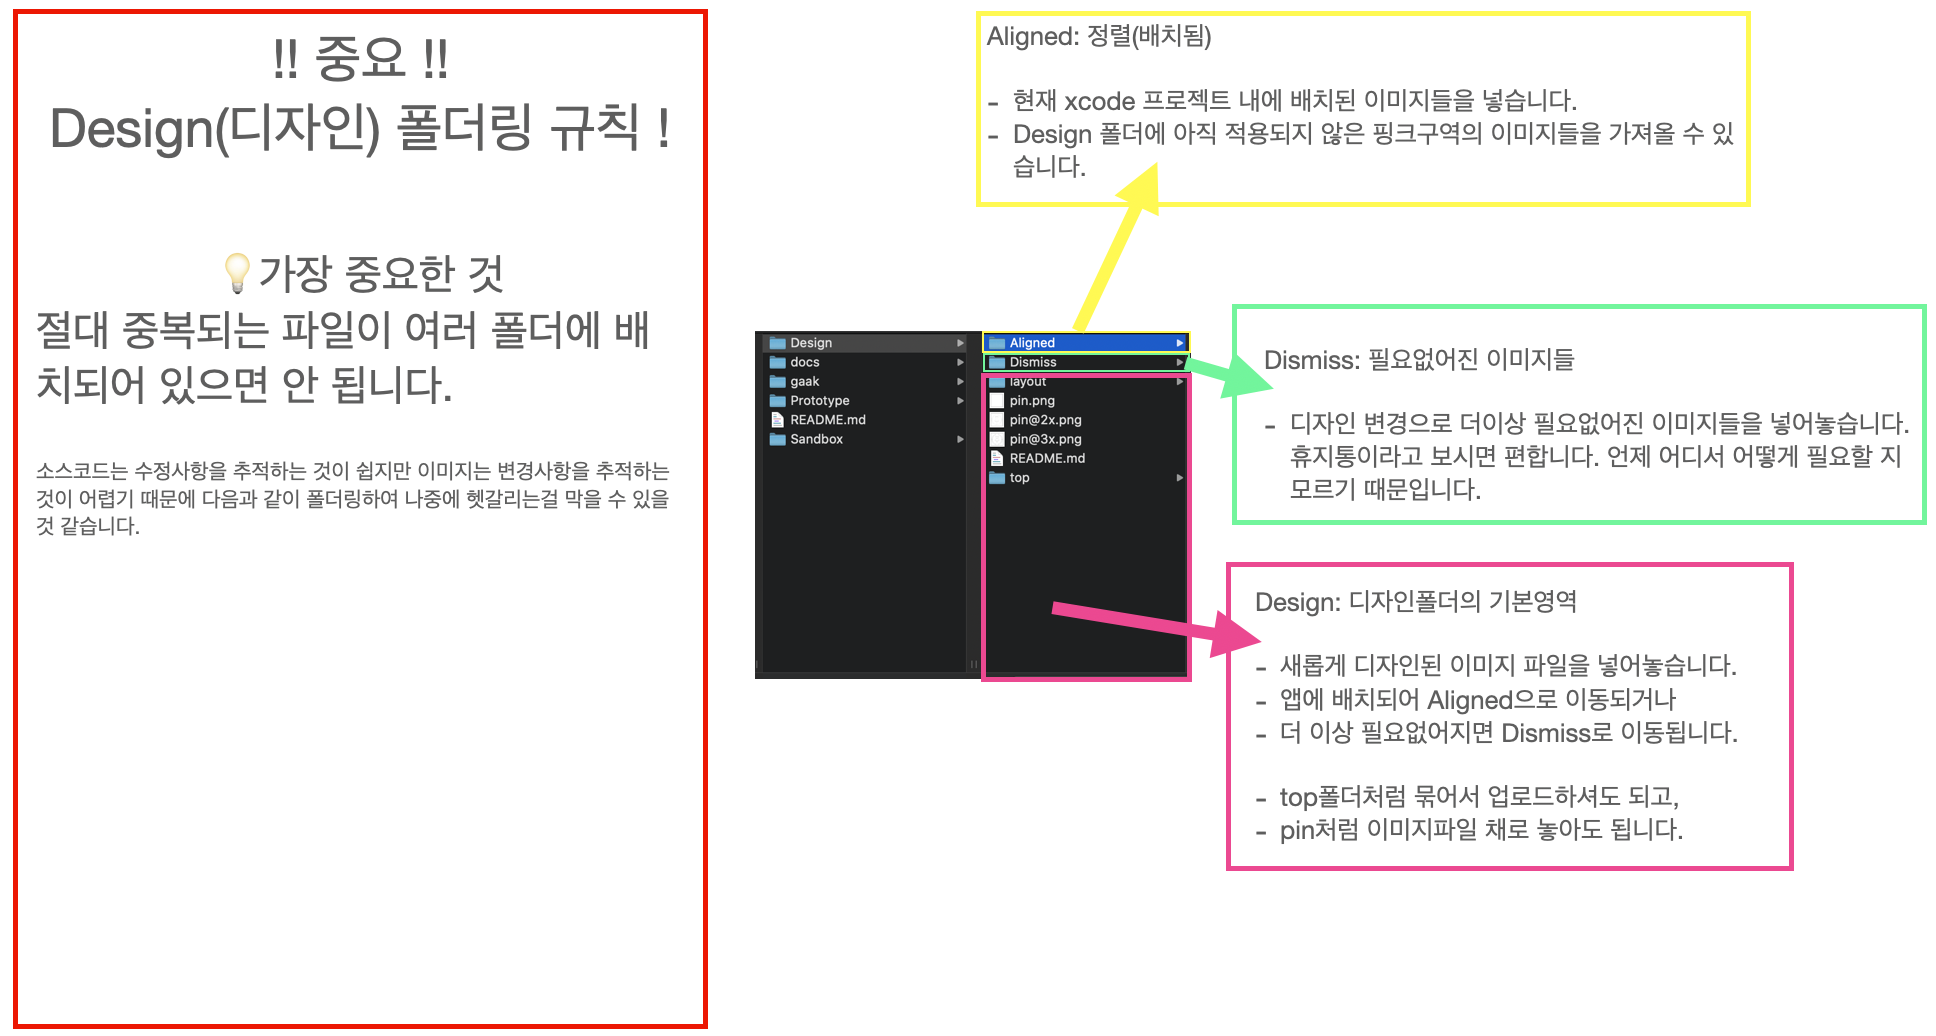 !! 중요 !!
Design(디자인) 폴더링 규칙 !
💡가장 중요한 것
절대 중복되는 파일이 여러 폴더에 배
치되어 있으면 안 됩니다.
소스코드는 수정사항을 추적하는 것이 쉽지만 이미지는 변경사항을 추적하는
것이 어렵기 때문에 다음과 같이 폴더링하여 나중에 헷갈리는걸 막을 수 있을
것 같습니다.
Aligned: 정렬(배치됨)
- 현재 xcode 프로젝트 내에 배치된 이미지들을 넣습니다.
- Design 폴더에 아직 적용되지 않은 핑크구역의 이미지들을 가져올 수 있
습니다.
Design
docs
gaak
Prototype
README.md
Sandbox
Aligned
Dismiss
layout
pin.png
pin@2x.png
pin@3x.png
README.md
top
Dismiss: 필요없어진 이미지들
- 디자인 변경으로 더이상 필요없어진 이미지들을 넣어놓습니다.
휴지통이라고 보시면 편합니다. 언제 어디서 어떻게 필요할 지
모르기 때문입니다.
Design: 디자인폴더의 기본영역
- 새롭게 디자인된 이미지 파일을 넣어놓습니다.
- 앱에 배치되어 Aligned으로 이동되거나
- 더 이상 필요없어지면 Dismiss로 이동됩니다.
- top폴더처럼 묶어서 업로드하셔도 되고,
- pin처럼 이미지파일 채로 놓아도 됩니다.